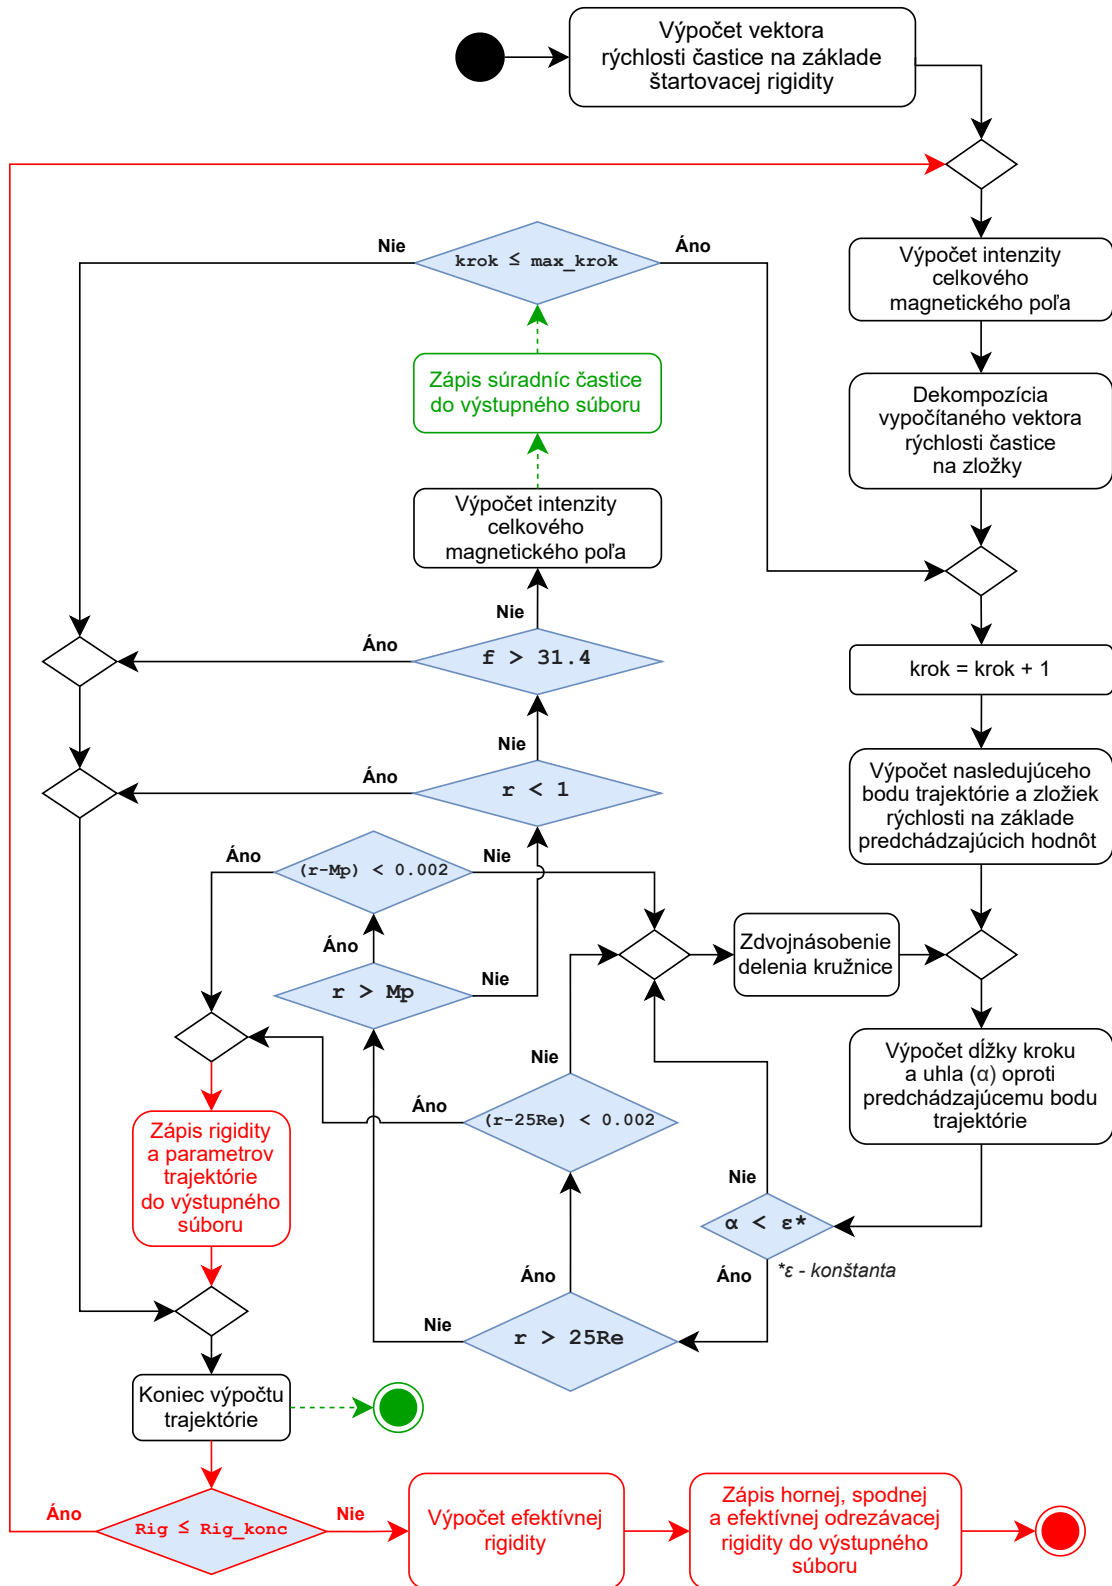 Výpočet vektora
rýchlosti častice na základe
štartovacej rigidity
Nie
krok ≤ max_krok
Áno
Výpočet intenzity
celkového
magnetického poľa
Zápis súradníc častice
do výstupného súboru
Dekompozícia
vypočítaného vektora
rýchlosti častice
na zložky
Výpočet intenzity
celkového
magnetického poľa
Nie
Áno
f > 31.4
krok = krok + 1
Nie
Áno
r < 1
Výpočet nasledujúceho
bodu trajektórie a zložiek
rýchlosti na základe
predchádzajúcich hodnôt
Áno
(r-Mp) < 0.002
Nie
Áno
r > Mp
Nie
Zdvojnásobenie
delenia kružnice
Nie
Áno
(r-25Re) < 0.002
Výpočet dĺžky kroku
a uhla (α) oproti
predchádzajúcemu bodu
trajektórie
Zápis rigidity
a parametrov
trajektórie
do výstupného
súboru
Nie
α < ε*
*ε - konštanta
Áno
Áno
Nie
r > 25Re
Koniec výpočtu
trajektórie
Áno
Rig ≤ Rig_konc
Nie
Výpočet efektívnej
rigidity
Zápis hornej, spodnej
a efektívnej odrezávacej
rigidity do výstupného
súboru